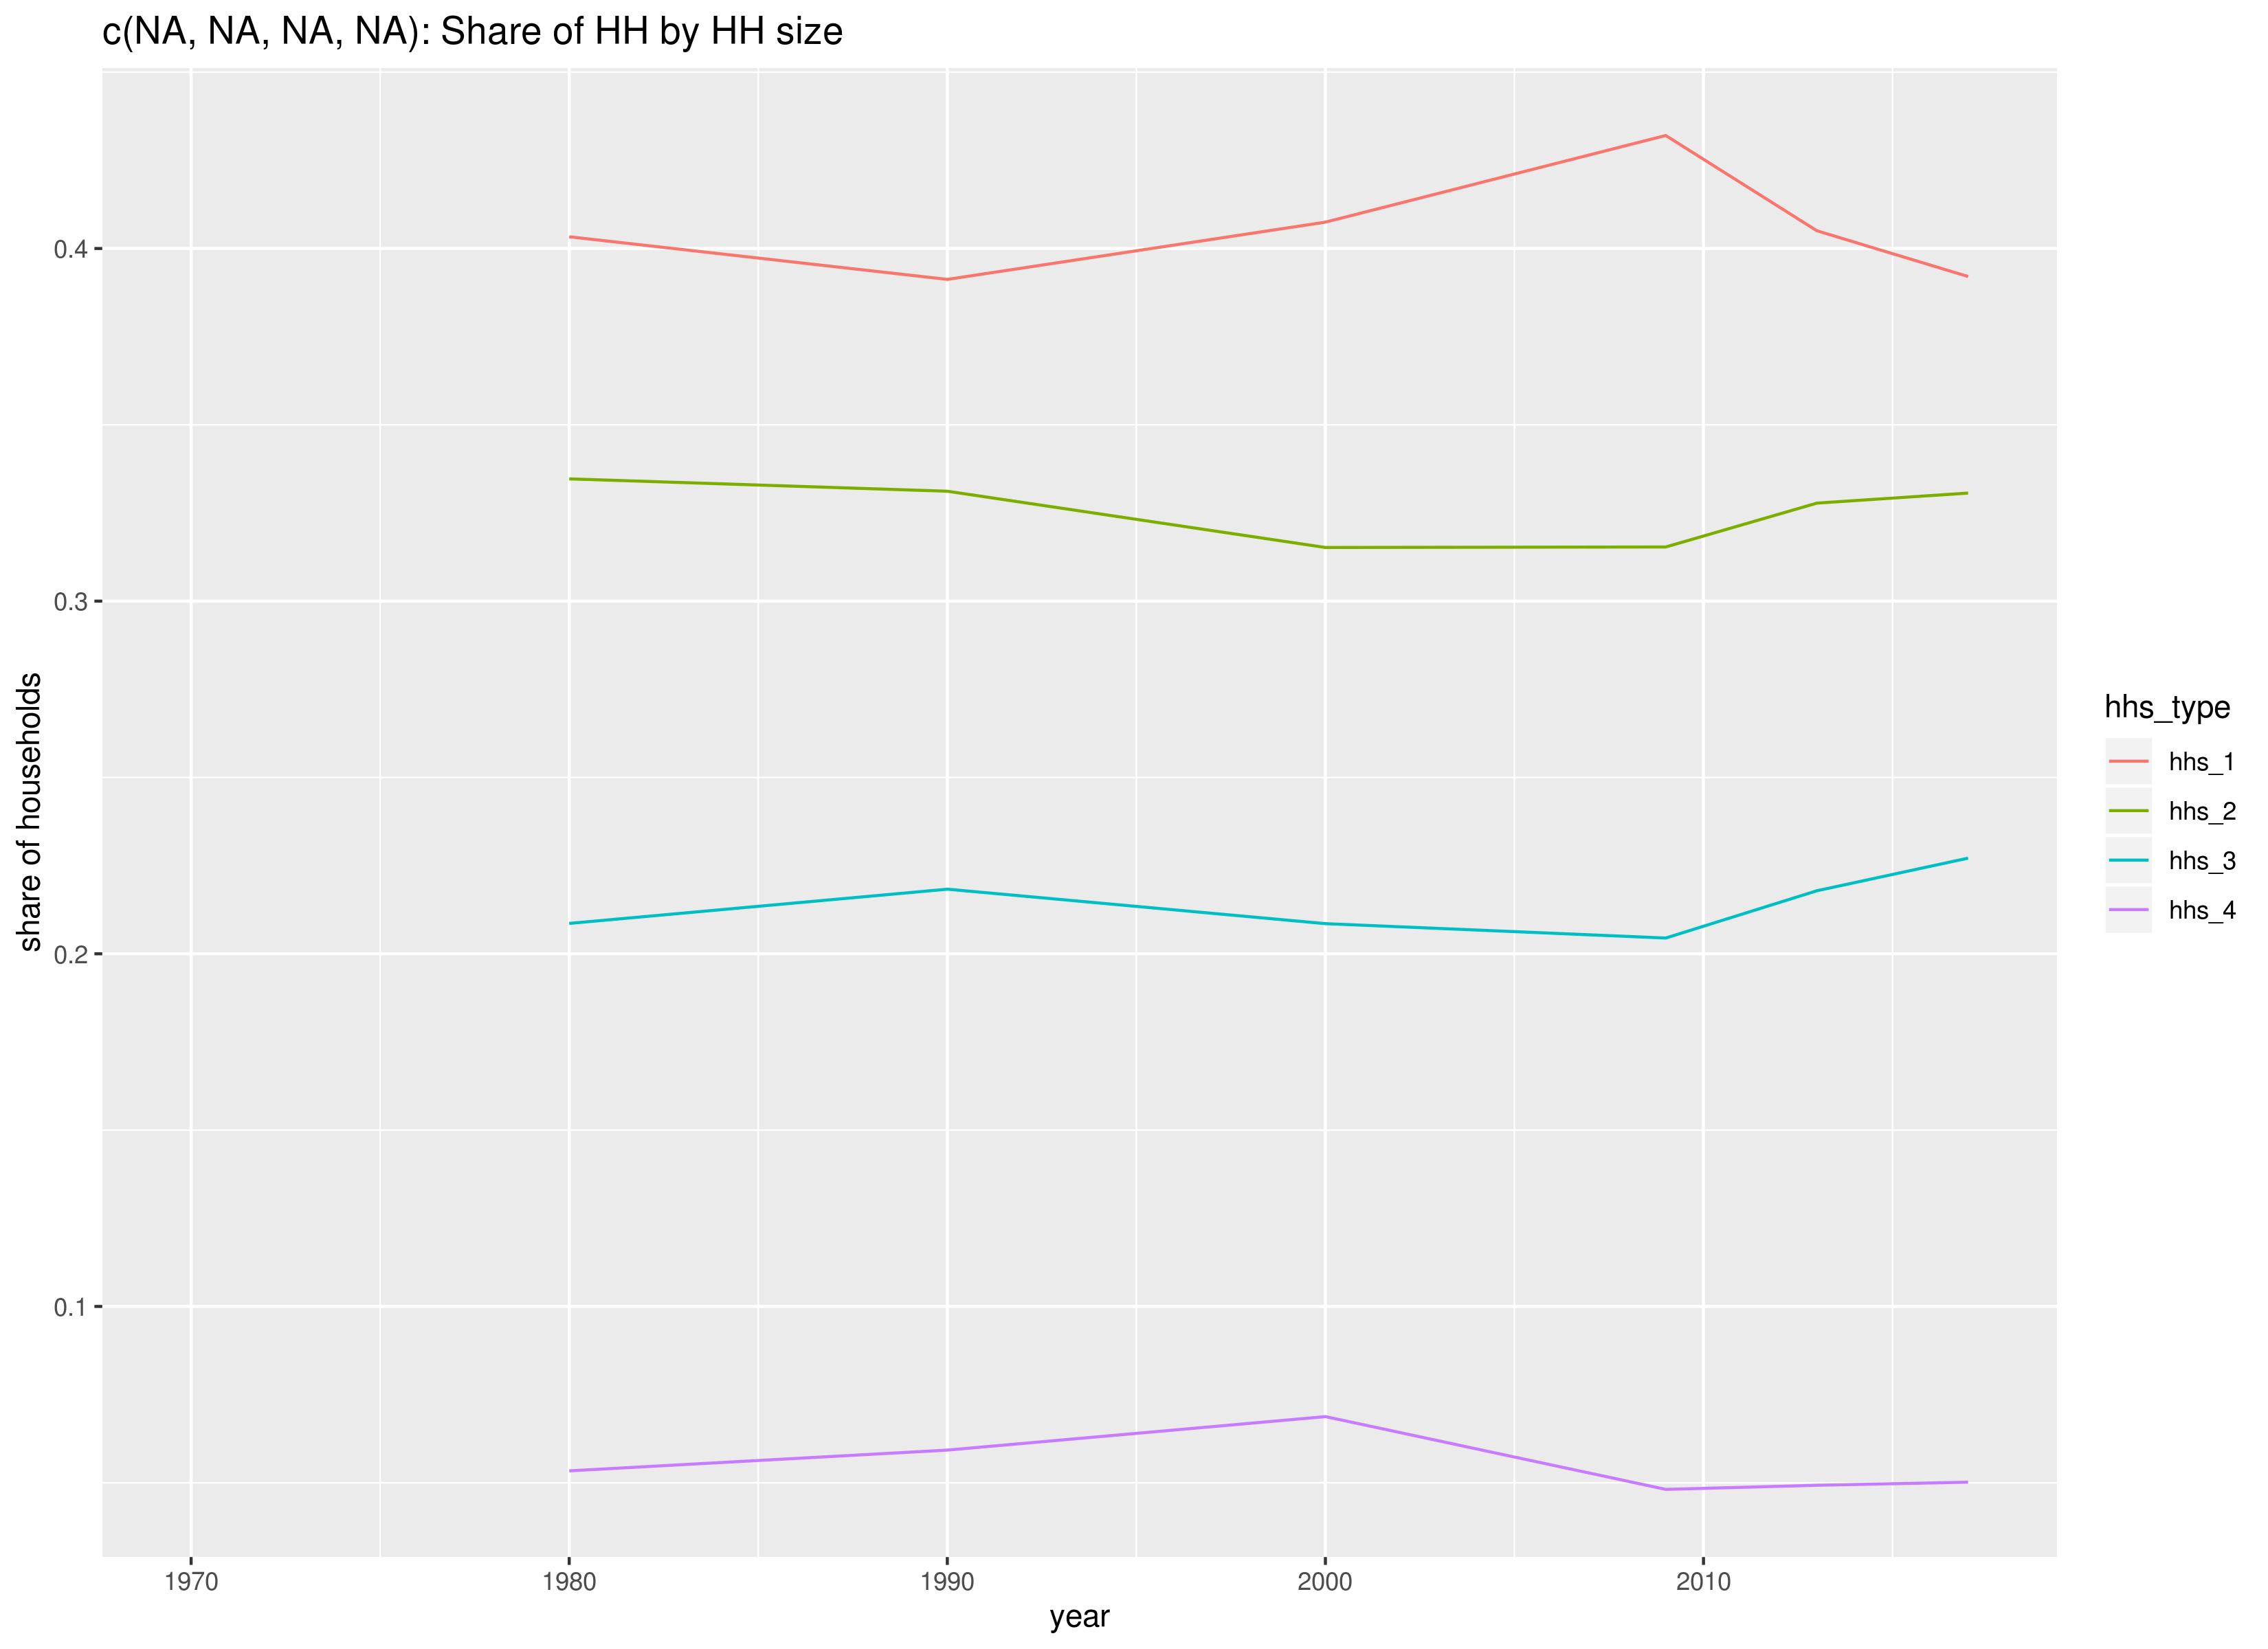 c(NA, NA, NA, NA): Share of HH by HH size
share of households
0.4
0.3
0.2
0.1
1970 1980 1990 2000 2010
year
hhs_type
hhs_1
hhs_2
hhs_3
hhs_4